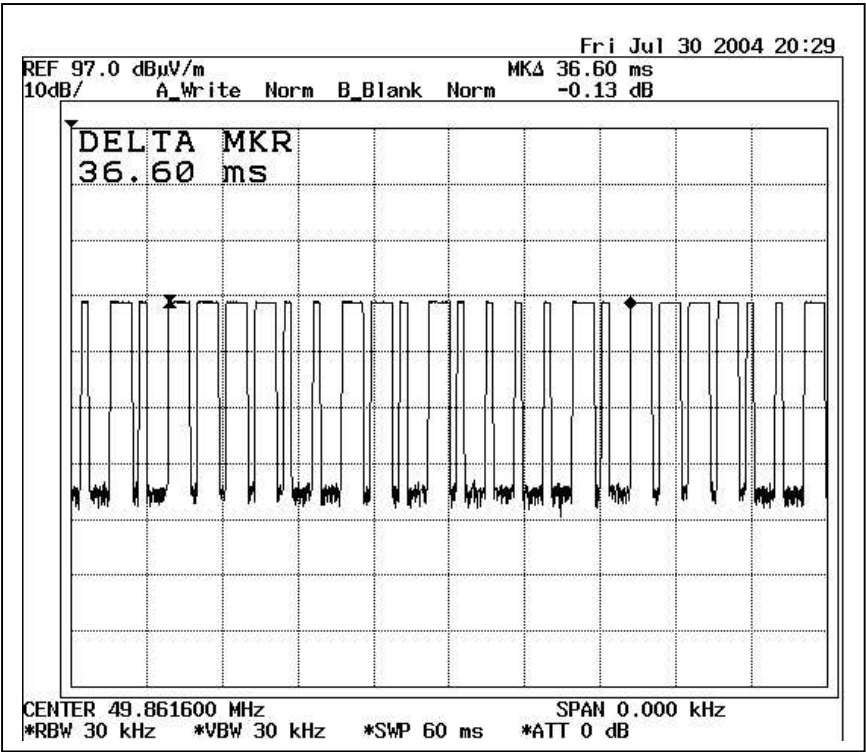 Fri Jul 30 2004 20:29
REF 97.0 dBµV/m MKΔ 36.60 ms
10dB/ A_Write Norm B_Blank Norm -0.13 dB
DELTA MKR
36.60 ms
CENTER 49.861600 MHz SPAN 0.000 kHz
*RBW 30 kHz *VBW 30 kHz *SWP 60 ms *ATT 0 dB